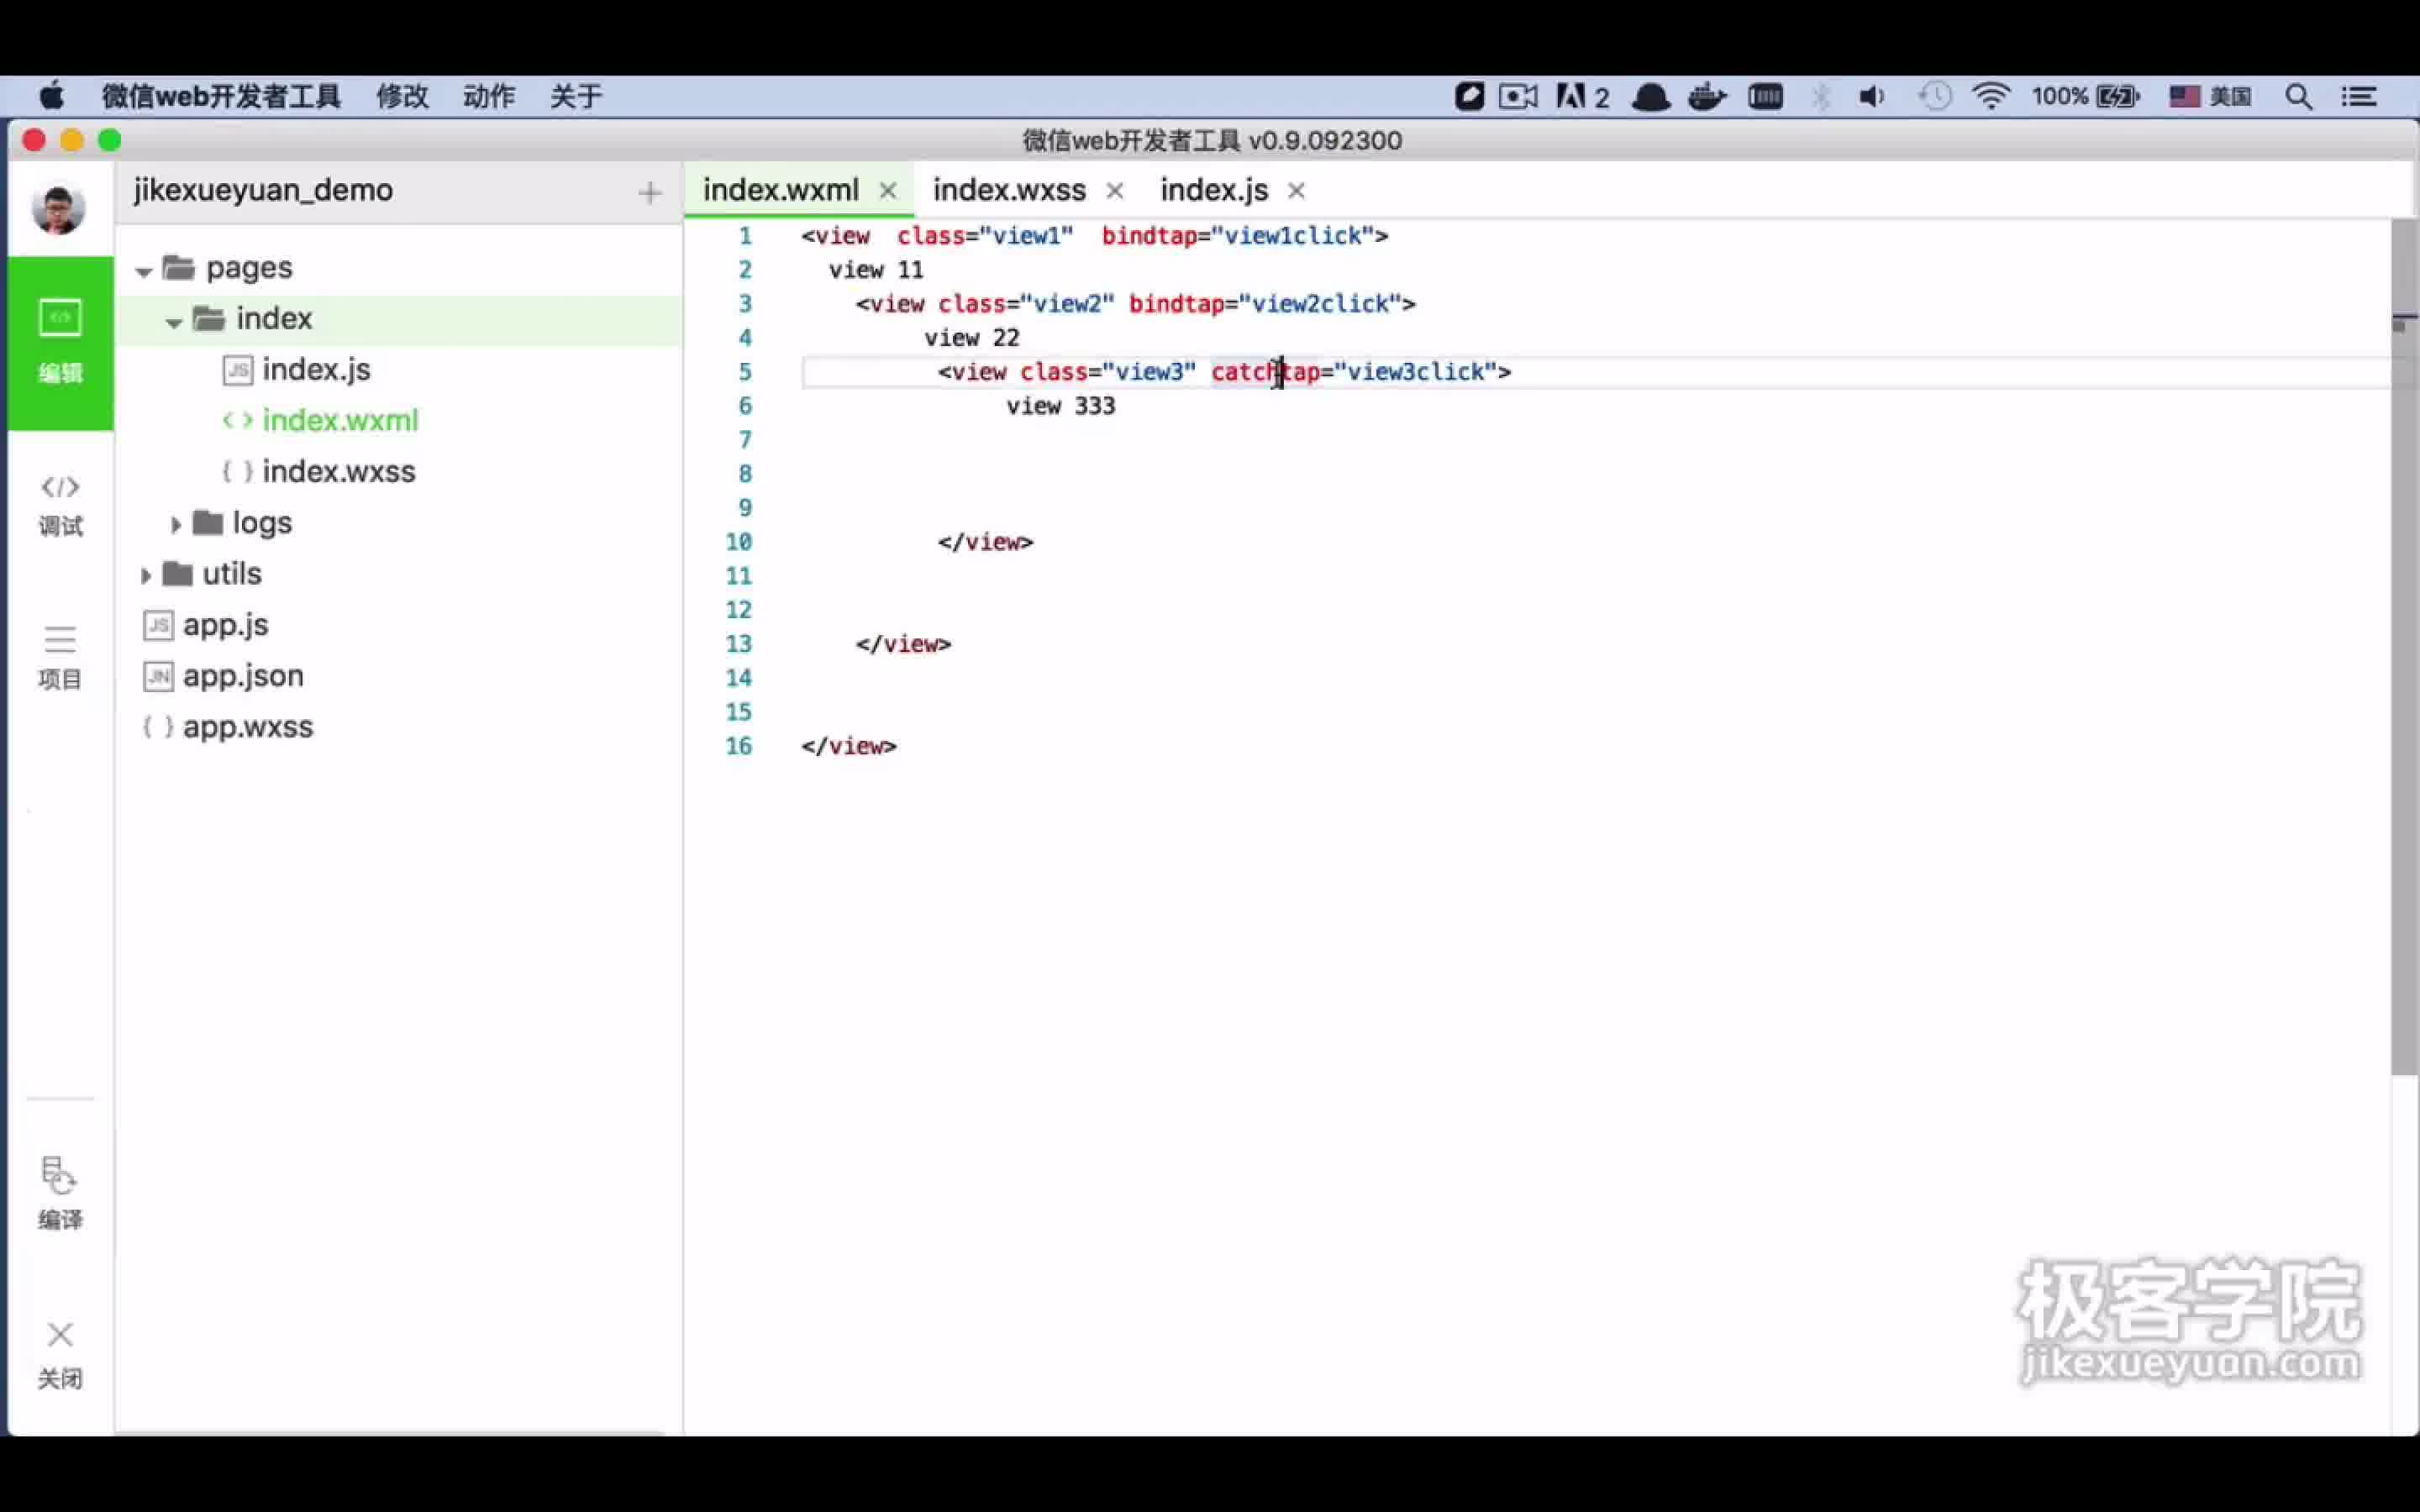 微信web开发者工具 修改 动作 关于 2 100% 美国
微信web开发者工具 v0.9.092300
jikexueyuan_demo +
index.wxml × index.wxss × index.js ×
编辑
调试
项目
编译
关闭
pages
index
JS index.js
<> index.wxml
{ } index.wxss
logs
utils
JS app.js
JN app.json
{ } app.wxss
1 <view  class="view1"  bindtap="view1click">
2 view 11
3 <view class="view2" bindtap="view2click">
4 view 22
5 <view class="view3" catchtap="view3click">
6 view 333
7
8
9
10 </view>
11
12
13 </view>
14
15
16 </view>
极客学院
jikexueyuan.com